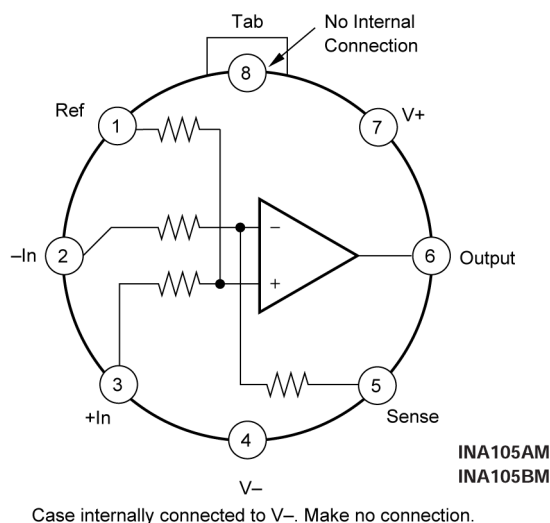 Tab
No Internal
Connection
8
Ref
1
7
V+
–In
2
–
+
6
Output
3
+In
5
Sense
4
V–
INA105AM
INA105BM
Case internally connected to V–. Make no connection.